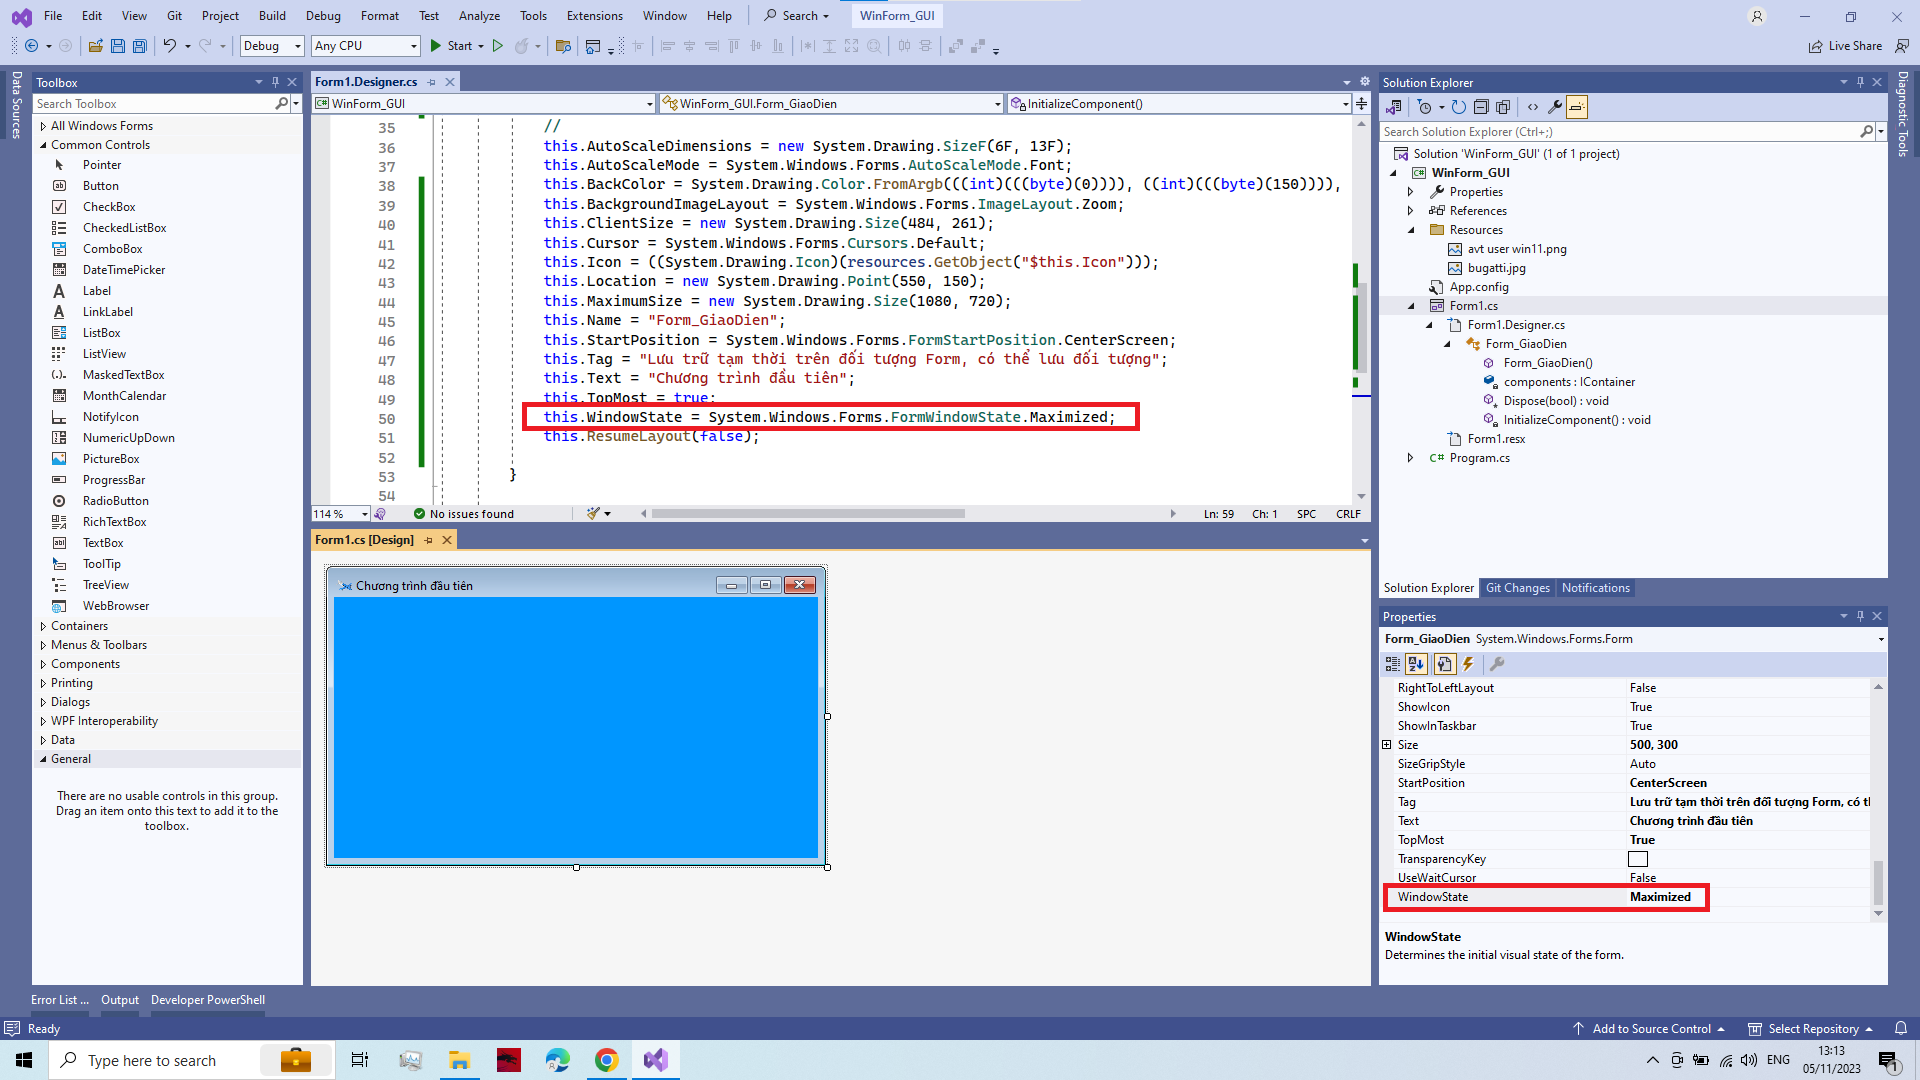 File Edit View Git Project Build Debug Format Test Analyze Tools Extensions Window Help Search WinForm_GUI
Debug Any CPU Start Live Share
Data Sources
Toolbox
Search Toolbox
All Windows Forms
Common Controls
Pointer
Button
CheckBox
CheckedListBox
ComboBox
DateTimePicker
Label
LinkLabel
ListBox
ListView
MaskedTextBox
MonthCalendar
NotifyIcon
NumericUpDown
PictureBox
ProgressBar
RadioButton
RichTextBox
TextBox
ToolTip
TreeView
WebBrowser
Containers
Menus & Toolbars
Components
Printing
Dialogs
WPF Interoperability
Data
General
There are no usable controls in this group.
Drag an item onto this text to add it to the
toolbox.
Form1.Designer.cs
WinForm_GUI WinForm_GUI.Form_GiaoDien InitializeComponent()
35 //
36 this.AutoScaleDimensions = new System.Drawing.SizeF(6F, 13F);
37 this.AutoScaleMode = System.Windows.Forms.AutoScaleMode.Font;
38 this.BackColor = System.Drawing.Color.FromArgb(((int)(((byte)(0)))), ((int)(((byte)(150)))),
39 this.BackgroundImageLayout = System.Windows.Forms.ImageLayout.Zoom;
40 this.ClientSize = new System.Drawing.Size(484, 261);
41 this.Cursor = System.Windows.Forms.Cursors.Default;
42 this.Icon = ((System.Drawing.Icon)(resources.GetObject("$this.Icon")));
43 this.Location = new System.Drawing.Point(550, 150);
44 this.MaximumSize = new System.Drawing.Size(1080, 720);
45 this.Name = "Form_GiaoDien";
46 this.StartPosition = System.Windows.Forms.FormStartPosition.CenterScreen;
47 this.Tag = "Lưu trữ tạm thời trên đối tượng Form, có thể lưu đối tượng";
48 this.Text = "Chương trình đầu tiên";
49 this.TopMost = true;
50 this.WindowState = System.Windows.Forms.FormWindowState.Maximized;
51 this.ResumeLayout(false);
52
53 }
54
114 % No issues found Ln: 59 Ch: 1 SPC CRLF
Form1.cs [Design]
Chương trình đầu tiên
Solution Explorer
Search Solution Explorer (Ctrl+;)
Solution 'WinForm_GUI' (1 of 1 project)
WinForm_GUI
Properties
References
Resources
avt user win11.png
bugatti.jpg
App.config
Form1.cs
Form1.Designer.cs
Form_GiaoDien
Form_GiaoDien()
components : IContainer
Dispose(bool) : void
InitializeComponent() : void
Form1.resx
Program.cs
Solution Explorer Git Changes Notifications
Diagnostic Tools
Properties
Form_GiaoDien System.Windows.Forms.Form
RightToLeftLayout False
ShowIcon True
ShowInTaskbar True
Size 500, 300
SizeGripStyle Auto
StartPosition CenterScreen
Tag Lưu trữ tạm thời trên đối tượng Form, có th
Text Chương trình đầu tiên
TopMost True
TransparencyKey
UseWaitCursor False
WindowState Maximized
WindowState
Determines the initial visual state of the form.
Error List ... Output Developer PowerShell
Ready Add to Source Control Select Repository
Type here to search ENG 13:13
05/11/2023 1